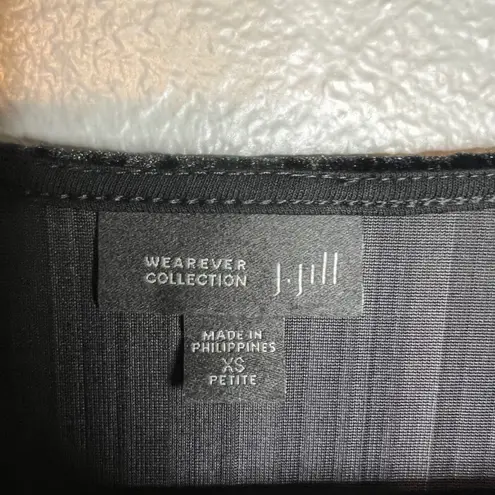 WEAREVER
COLLECTION
J.Jill
MADE IN
PHILIPPINES
XS
PETITE